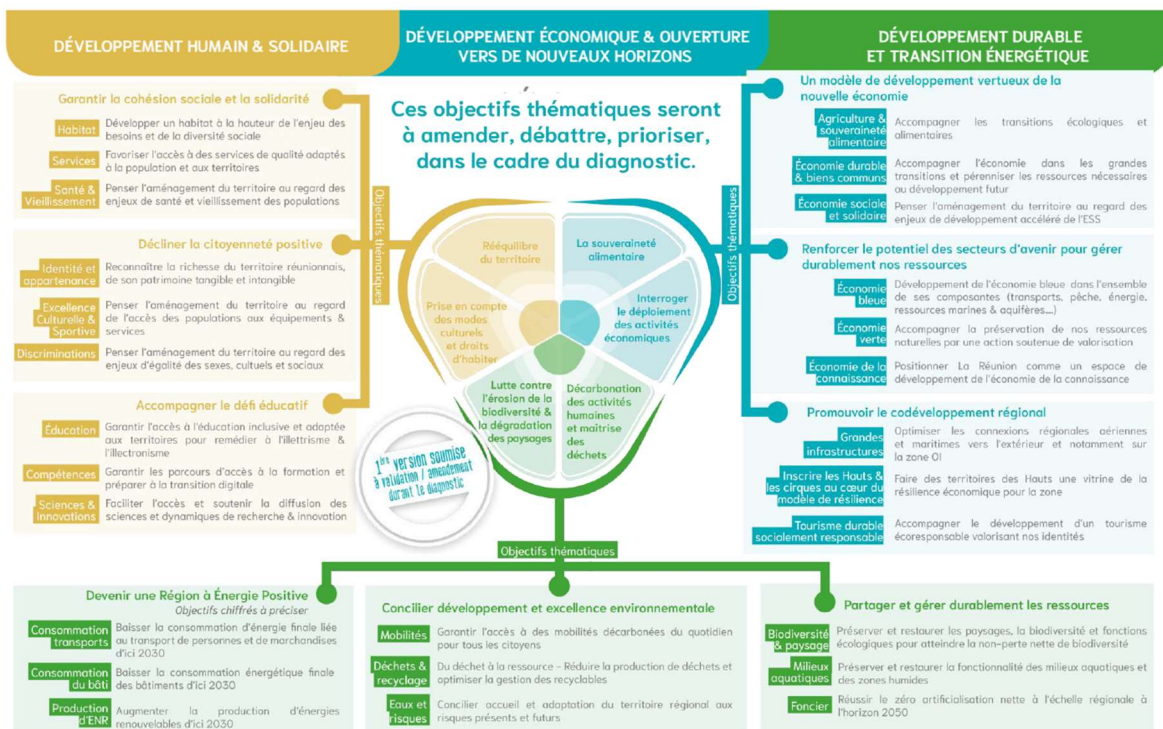 DÉVELOPPEMENT HUMAIN & SOLIDAIRE
DÉVELOPPEMENT ÉCONOMIQUE & OUVERTURE
VERS DE NOUVEAUX HORIZONS
DÉVELOPPEMENT DURABLE
ET TRANSITION ÉNERGÉTIQUE
Garantir la cohésion sociale et la solidarité
Habitat
Développer un habitat à la hauteur de l'enjeu des
besoins et de la diversité sociale
Services
Favoriser l'accès à des services de qualité adaptés
à la population et aux territoires
Santé &
Vieillissement
Penser l'aménagement du territoire au regard des
enjeux de santé et vieillissement des populations
Décliner la citoyenneté positive
Identité et
appartenance
Reconnaître la richesse du territoire réunionnais,
de son patrimoine tangible et intangible
Excellence
Culturelle &
Sportive
Penser l'aménagement du territoire au regard
de l'accès des populations aux équipements &
services
Discriminations
Penser l'aménagement du territoire au regard des
enjeux d'égalité des sexes, cultuels et sociaux
Accompagner le défi éducatif
Éducation
Garantir l'accès à l'éducation inclusive et adaptée
aux territoires pour remédier à l'illettrisme &
l'illectronisme
Compétences
Garantir les parcours d'accès à la formation et
préparer à la transition digitale
Sciences &
innovations
Faciliter l'accès et soutenir la diffusion des
sciences et dynamiques de recherche & innovation
Objectifs thématiques
Ces objectifs thématiques seront
à amender, débattre, prioriser,
dans le cadre du diagnostic.
Rééquilibre
du territoire
La souveraineté
alimentaire
Prise en compte
des modes
culturels
et droits
d'habiter
Interroger
le déploiement
des activités
économiques
Lutte contre
l'érosion de la
biodiversité &
la dégradation
des paysages
Décarbonation
des activités
humaines
et maîtrise
des
déchets
1ère version soumise
à validation / amendement
durant le diagnostic
Objectifs thématiques
Un modèle de développement vertueux de la
nouvelle économie
Agriculture &
souveraineté
alimentaire
Accompagner les transitions écologiques et
alimentaires
Économie durable
& biens communs
Accompagner l'économie dans les grandes
transitions et pérenniser les ressources nécessaires
au développement futur
Économie sociale
et solidaire
Penser l'aménagement du territoire au regard des
enjeux de développement accéléré de l'ESS
Renforcer le potentiel des secteurs d'avenir pour gérer
durablement nos ressources
Économie
bleue
Développement de l'économie bleue dans l'ensemble
de ses composantes (transports, pêche, énergie,
ressources marines & aquifères...)
Économie
verte
Accompagner la préservation de nos ressources
naturelles par une action soutenue de valorisation
Économie de la
connaissance
Positionner La Réunion comme un espace de
développement de l'économie de la connaissance
Promouvoir le codéveloppement régional
Grandes
infrastructures
Optimiser les connexions régionales aériennes
et maritimes vers l'extérieur et notamment sur
la zone OI
Inscrire les Hauts &
les cirques au cœur du
modèle de résilience
Faire des territoires des Hauts une vitrine de la
résilience économique pour la zone
Tourisme durable
socialement responsable
Accompagner le développement d'un tourisme
écoresponsable valorisant nos identités
Objectifs thématiques
Devenir une Région à Énergie Positive
Objectifs chiffrés à préciser
Consommation
transports
Baisser la consommation d'énergie finale liée
au transport de personnes et de marchandises
d'ici 2030
Consommation
du bâti
Baisser la consommation énergétique finale
des bâtiments d'ici 2030
Production
d'ENR
Augmenter la production d'énergies
renouvelables d'ici 2030
Concilier développement et excellence environnementale
Mobilités
Garantir l'accès à des mobilités décarbonées du quotidien
pour tous les citoyens
Déchets &
recyclage
Du déchet à la ressource – Réduire la production de déchets et
optimiser la gestion des recyclables
Eaux et
risques
Concilier accueil et adaptation du territoire régional aux
risques présents et futurs
Partager et gérer durablement les ressources
Biodiversité
& paysage
Préserver et restaurer les paysages, la biodiversité et fonctions
écologiques pour atteindre la non-perte nette de biodiversité
Milieux
aquatiques
Préserver et restaurer la fonctionnalité des milieux aquatiques et
des zones humides
Foncier
Réussir le zéro artificialisation nette à l'échelle régionale à
l'horizon 2050